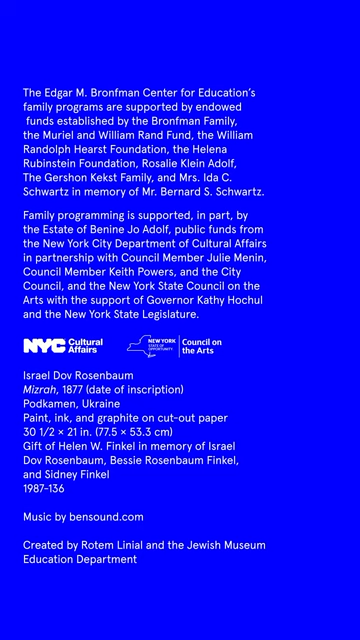 The Edgar M. Bronfman Center for Education's
family programs are supported by endowed
funds established by the Bronfman Family,
the Muriel and William Rand Fund, the William
Randolph Hearst Foundation, the Helena
Rubinstein Foundation, Rosalie Klein Adolf,
The Gershon Kekst Family, and Mrs. Ida C.
Schwartz in memory of Mr. Bernard S. Schwartz.
Family programming is supported, in part, by
the Estate of Benine Jo Adolf, public funds from
the New York City Department of Cultural Affairs
in partnership with Council Member Julie Menin,
Council Member Keith Powers, and the City
Council, and the New York State Council on the
Arts with the support of Governor Kathy Hochul
and the New York State Legislature.
NYC Cultural Affairs
NEW YORK STATE OF OPPORTUNITY
Council on the Arts
Israel Dov Rosenbaum
Mizrah, 1877 (date of inscription)
Podkamen, Ukraine
Paint, ink, and graphite on cut-out paper
30 1/2 × 21 in. (77.5 × 53.3 cm)
Gift of Helen W. Finkel in memory of Israel
Dov Rosenbaum, Bessie Rosenbaum Finkel,
and Sidney Finkel
1987-136
Music by bensound.com
Created by Rotem Linial and the Jewish Museum
Education Department